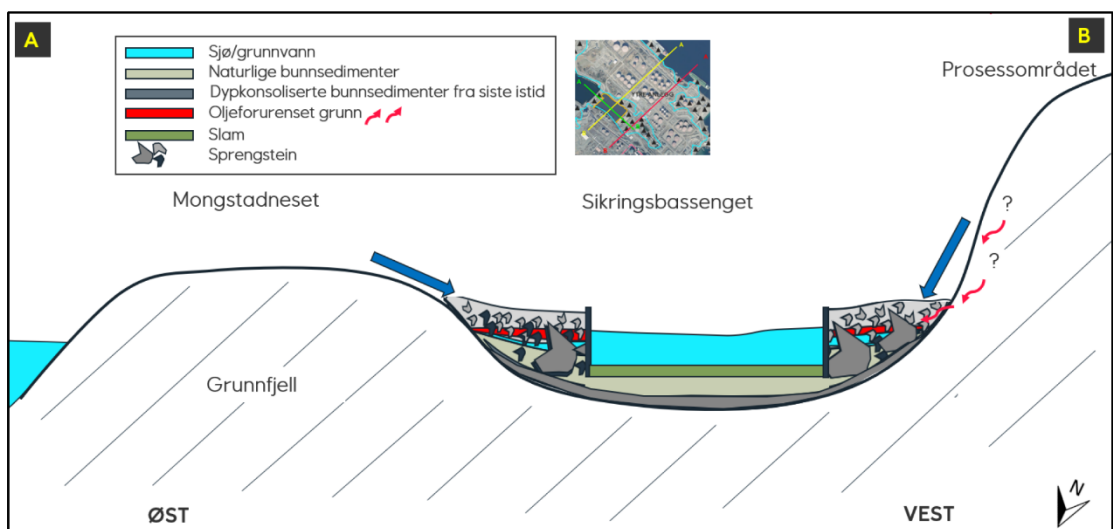 A
B
Sjø/grunnvann
Naturlige bunnsedimenter
Dypkonsoliserte bunnsedimenter fra siste istid
Oljeforurenset grunn
Slam
Sprengstein
Prosessområdet
Mongstadneset
Sikringsbassenget
?
?
Grunnfjell
ØST
VEST
N